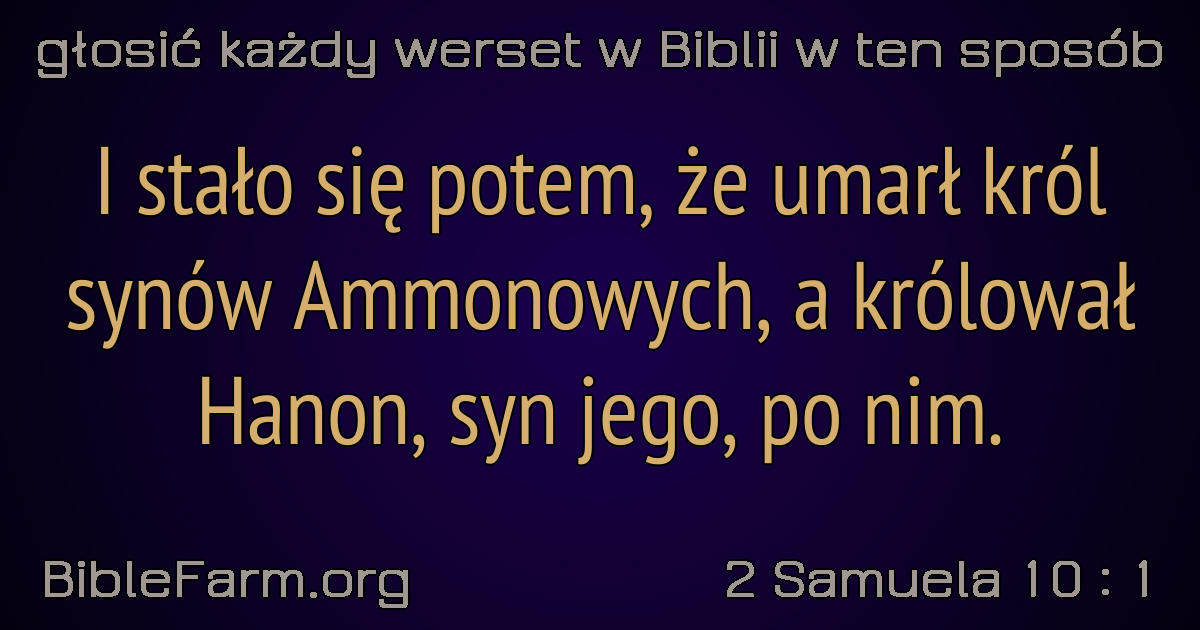 głosić każdy werset w Biblii w ten sposób
I stało się potem, że umarł król
synów Ammonowych, a królował
Hanon, syn jego, po nim.
BibleFarm.org
2 Samuela 10 : 1